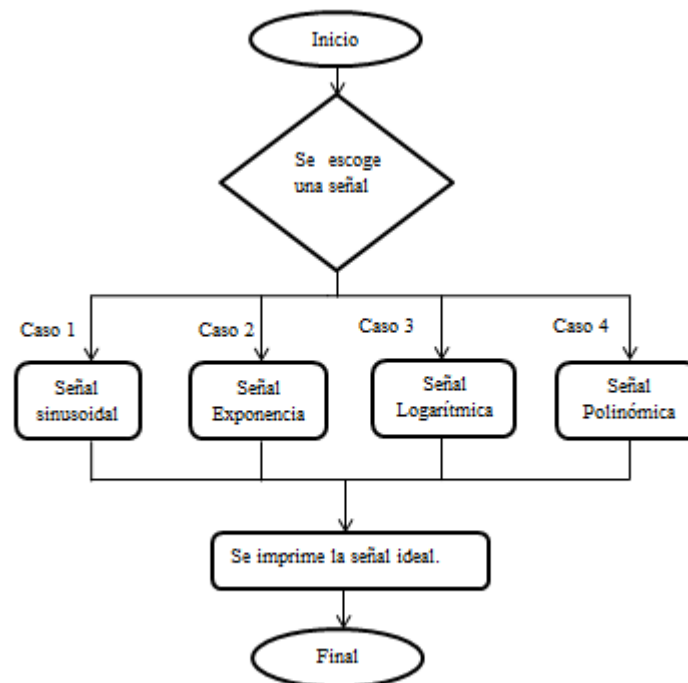 Inicio
Se escoge
una señal
Caso 1
Caso 2
Caso 3
Caso 4
Señal
sinusoidal
Señal
Exponencia
Señal
Logarítmica
Señal
Polinómica
Se imprime la señal ideal.
Final